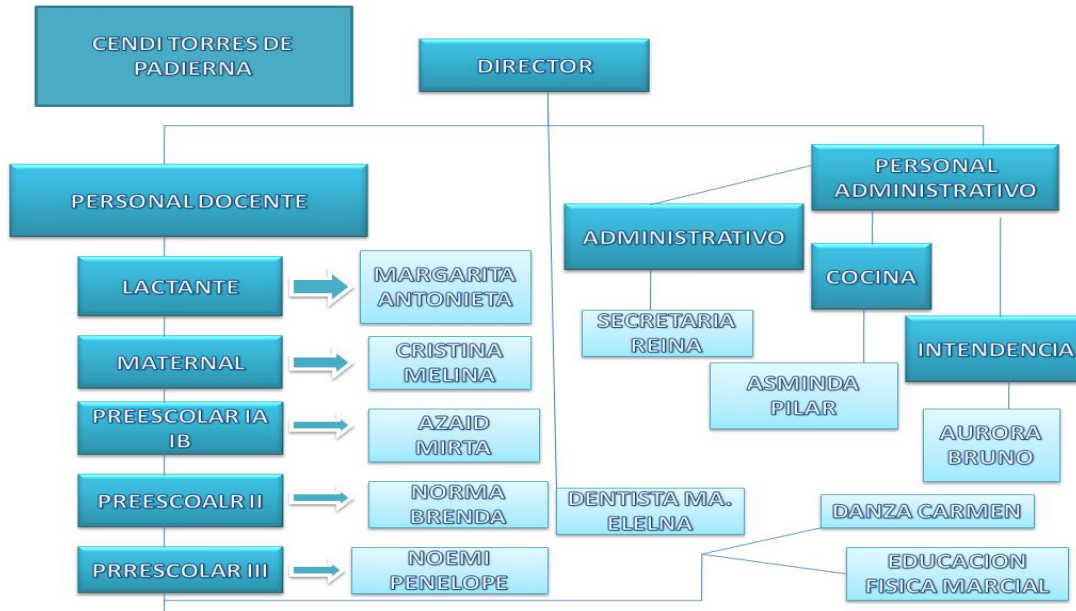 CENDI TORRES DE
PADIERNA
DIRECTOR
PERSONAL DOCENTE
PERSONAL
ADMINISTRATIVO
ADMINISTRATIVO
COCINA
INTENDENCIA
LACTANTE
MARGARITA
ANTONIETA
MATERNAL
CRISTINA
MELINA
PREESCOLAR IA
IB
AZAID
MIRTA
PREESCOALR II
NORMA
BRENDA
PRRESCOLAR III
NOEMI
PENELOPE
SECRETARIA
REINA
ASMINDA
PILAR
AURORA
BRUNO
DENTISTA MA.
ELELNA
DANZA CARMEN
EDUCACION
FISICA MARCIAL